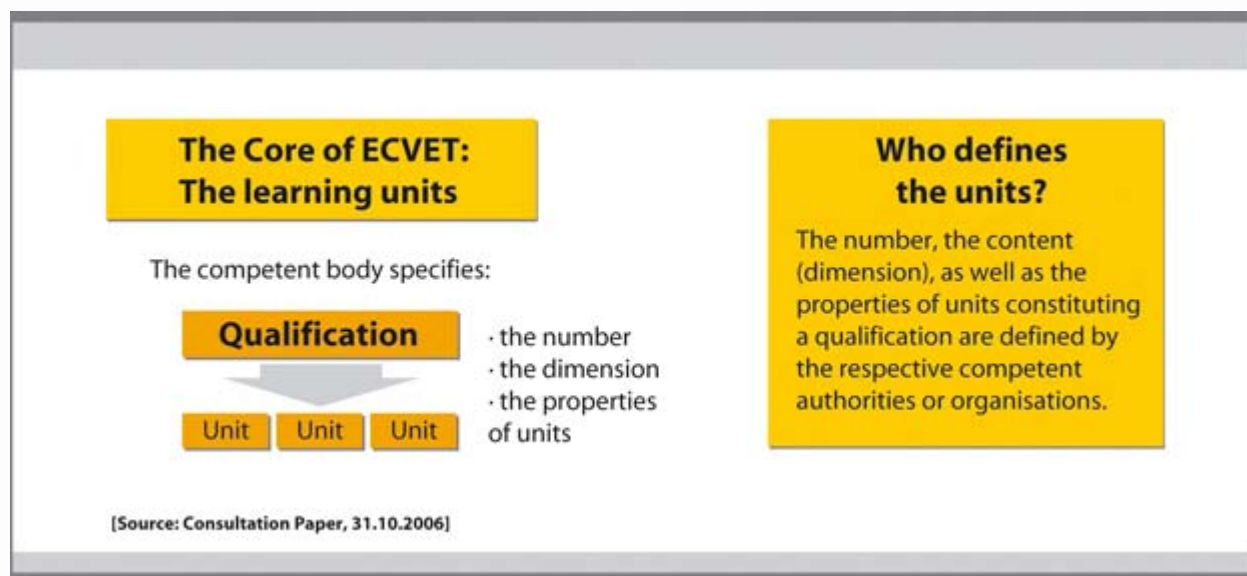 The Core of ECVET:
The learning units
The competent body specifies:
Qualification
· the number
· the dimension
· the properties
of units
Unit Unit Unit
[Source: Consultation Paper, 31.10.2006]
Who defines
the units?
The number, the content
(dimension), as well as the
properties of units constituting
a qualification are defined by
the respective competent
authorities or organisations.